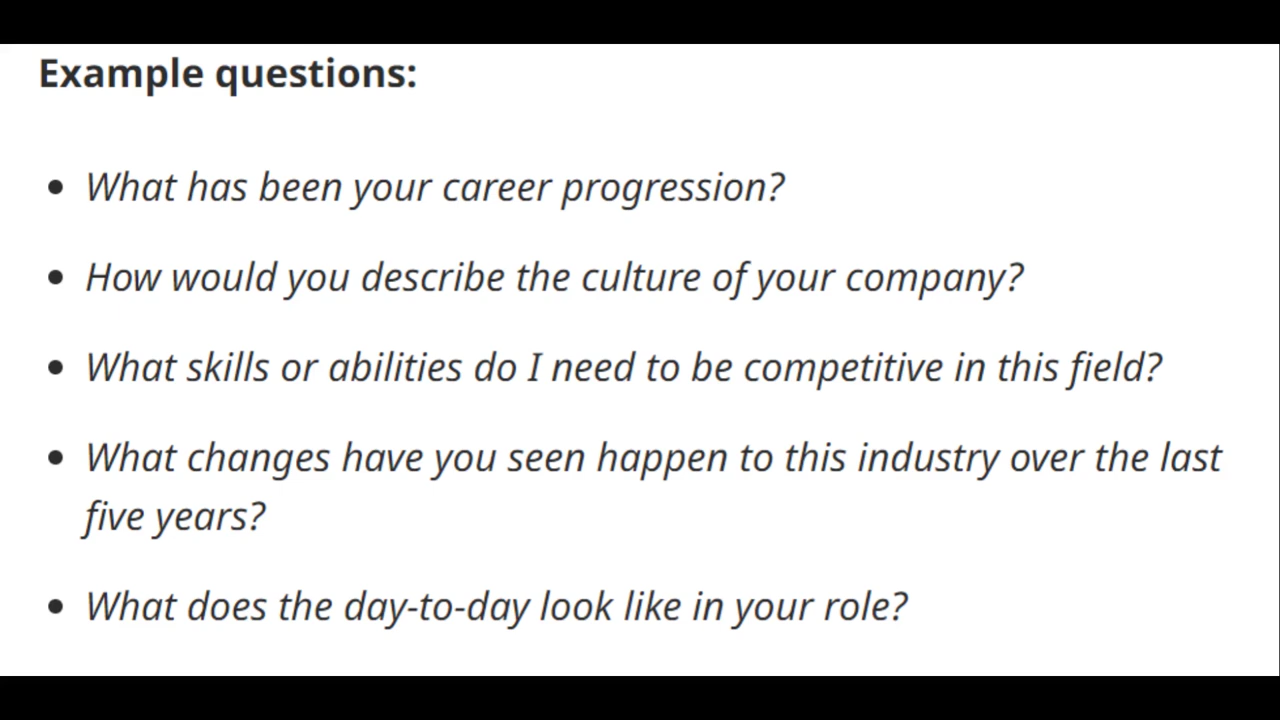 Example questions:
• What has been your career progression?
• How would you describe the culture of your company?
• What skills or abilities do I need to be competitive in this field?
• What changes have you seen happen to this industry over the last
five years?
• What does the day-to-day look like in your role?